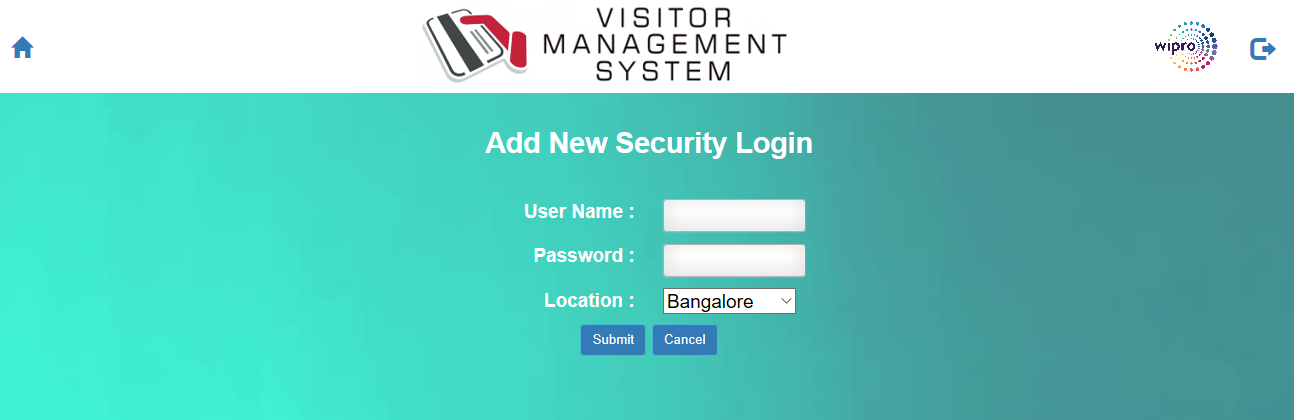 VISITOR
MANAGEMENT
SYSTEM
wipro
Add New Security Login
User Name :
Password :
Location :
Bangalore
Submit
Cancel